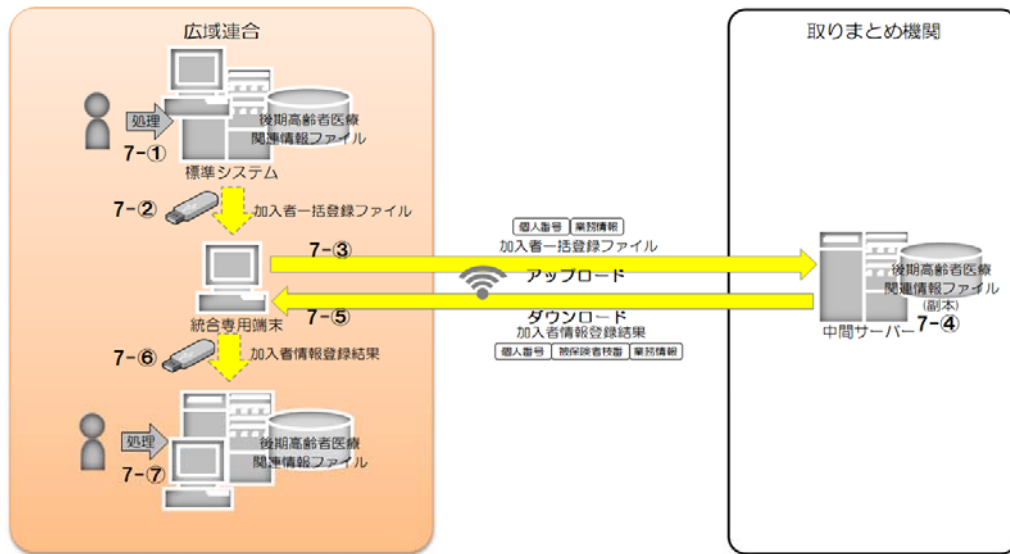 広域連合
処理
7-①
後期高齢者医療
関連情報ファイル
標準システム
7-②
加入者一括登録ファイル
7-③
統合専用端末
7-⑤
7-⑥
加入者情報登録結果
処理
7-⑦
後期高齢者医療
関連情報ファイル
個人番号 業務情報
加入者一括登録ファイル
アップロード
ダウンロード
加入者情報登録結果
個人番号 被保険者枝番 業務情報
取りまとめ機関
後期高齢者医療
関連情報ファイル
(副本)
7-④
中間サーバー